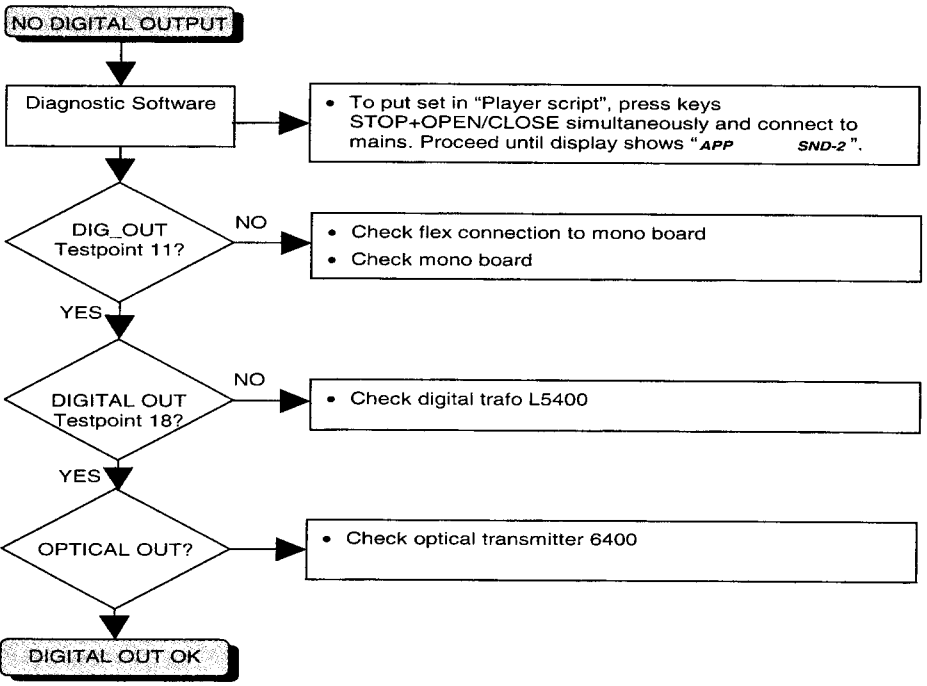 NO DIGITAL OUTPUT
Diagnostic Software
• To put set in “Player script”, press keys
STOP+OPEN/CLOSE simultaneously and connect to
mains. Proceed until display shows “APP SND-2”.
DIG_OUT
Testpoint 11?
NO
• Check flex connection to mono board
• Check mono board
YES
DIGITAL OUT
Testpoint 18?
NO
• Check digital trafo L5400
YES
OPTICAL OUT?
• Check optical transmitter 6400
DIGITAL OUT OK